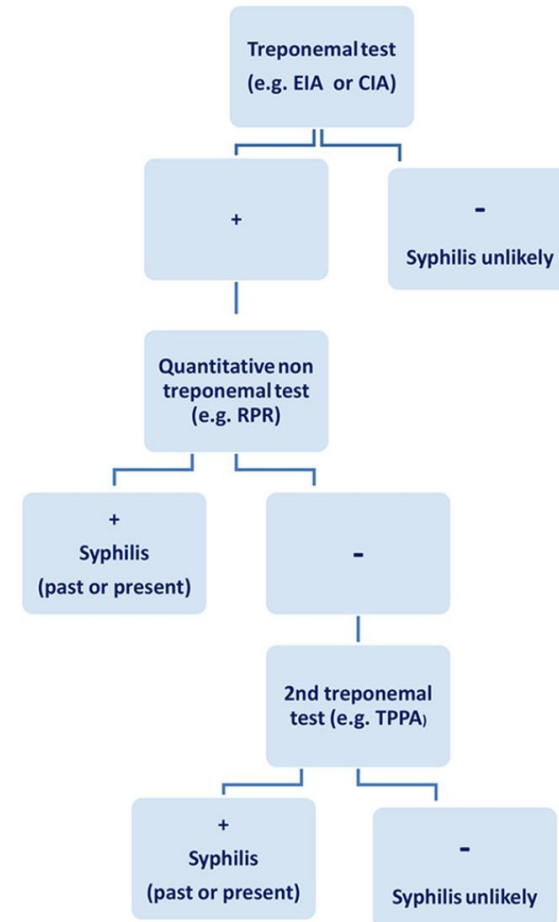 Treponemal test
(e.g. EIA or CIA)
+
-
Syphilis unlikely
Quantitative non
treponemal test
(e.g. RPR)
+
Syphilis
(past or present)
-
2nd treponemal
test (e.g. TPPA)
+
Syphilis
(past or present)
-
Syphilis unlikely